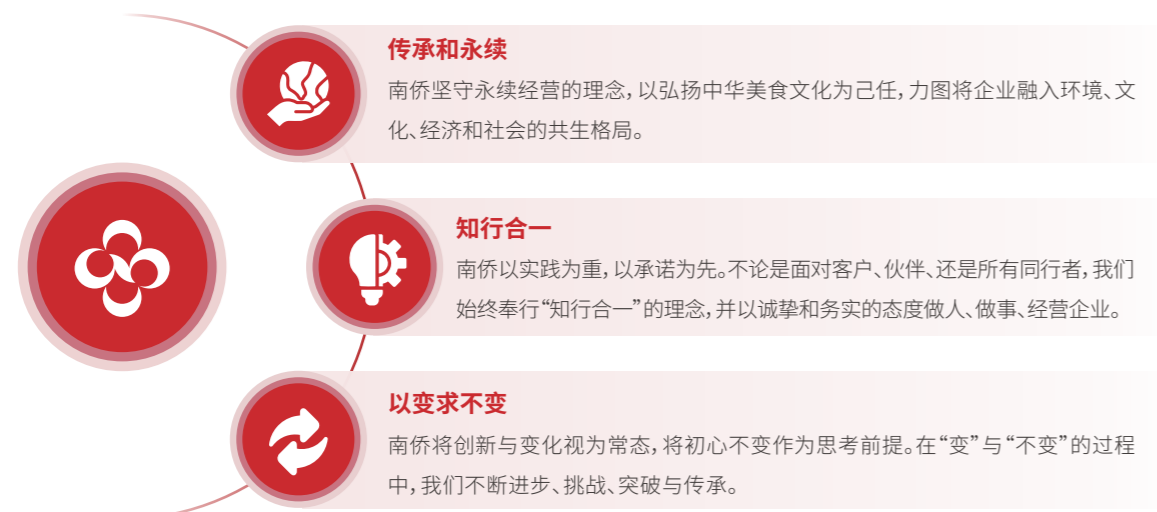 传承和永续
南侨坚守永续经营的理念，以弘扬中华美食文化为己任，力图将企业融入环境、文
化、经济和社会的共生格局。
知行合一
南侨以实践为重，以承诺为先。不论是面对客户、伙伴、还是所有同行者，我们
始终奉行“知行合一”的理念，并以诚挚和务实的态度做人、做事、经营企业。
以变求不变
南侨将创新与变化视为常态，将初心不变作为思考前提。在“变”与“不变”的过程
中，我们不断进步、挑战、突破与传承。